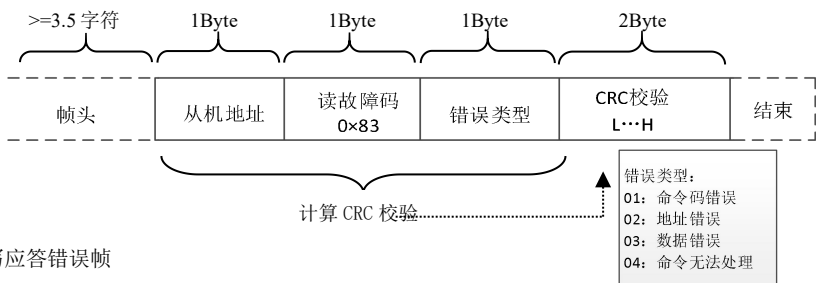 >=3.5 字符
1Byte
1Byte
1Byte
2Byte
帧头
从机地址
读故障码
0×83
错误类型
CRC校验
L…H
结束
计算 CRC 校验
错误类型：
01：命令码错误
02：地址错误
03：数据错误
04：命令无法处理
应答错误帧